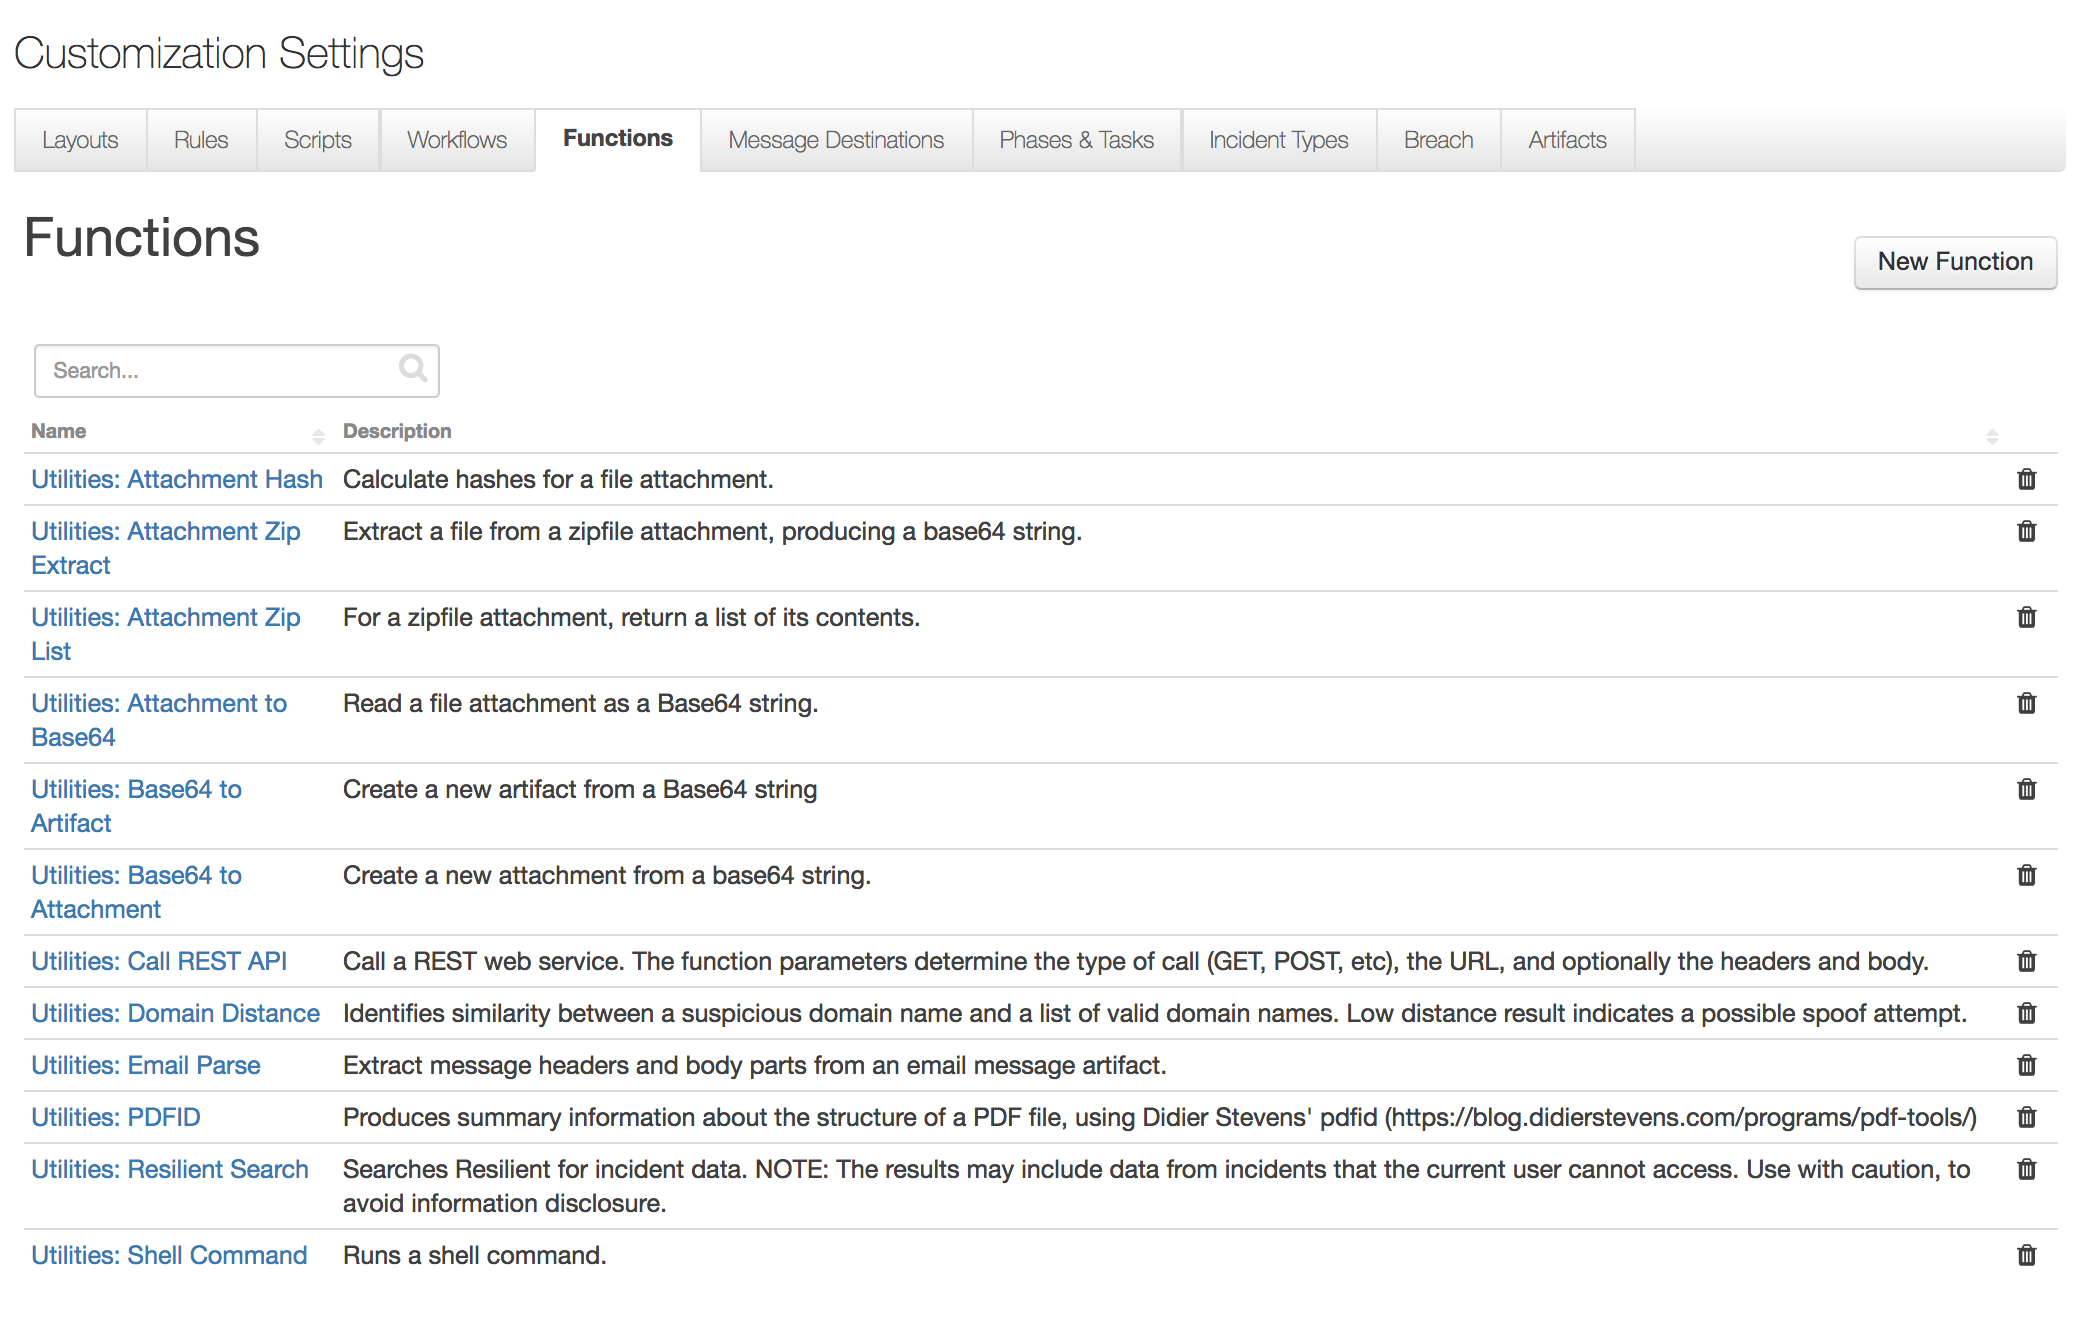 Customization Settings
Layouts Rules Scripts Workflows Functions Message Destinations Phases & Tasks Incident Types Breach Artifacts
Functions
New Function
Search...
Name Description
Utilities: Attachment Hash Calculate hashes for a file attachment.
Utilities: Attachment Zip Extract a file from a zipfile attachment, producing a base64 string.
Extract
Utilities: Attachment Zip For a zipfile attachment, return a list of its contents.
List
Utilities: Attachment to Read a file attachment as a Base64 string.
Base64
Utilities: Base64 to Create a new artifact from a Base64 string
Artifact
Utilities: Base64 to Create a new attachment from a base64 string.
Attachment
Utilities: Call REST API Call a REST web service. The function parameters determine the type of call (GET, POST, etc), the URL, and optionally the headers and body.
Utilities: Domain Distance Identifies similarity between a suspicious domain name and a list of valid domain names. Low distance result indicates a possible spoof attempt.
Utilities: Email Parse Extract message headers and body parts from an email message artifact.
Utilities: PDFID Produces summary information about the structure of a PDF file, using Didier Stevens' pdfid (https://blog.didierstevens.com/programs/pdf-tools/)
Utilities: Resilient Search Searches Resilient for incident data. NOTE: The results may include data from incidents that the current user cannot access. Use with caution, to
avoid information disclosure.
Utilities: Shell Command Runs a shell command.